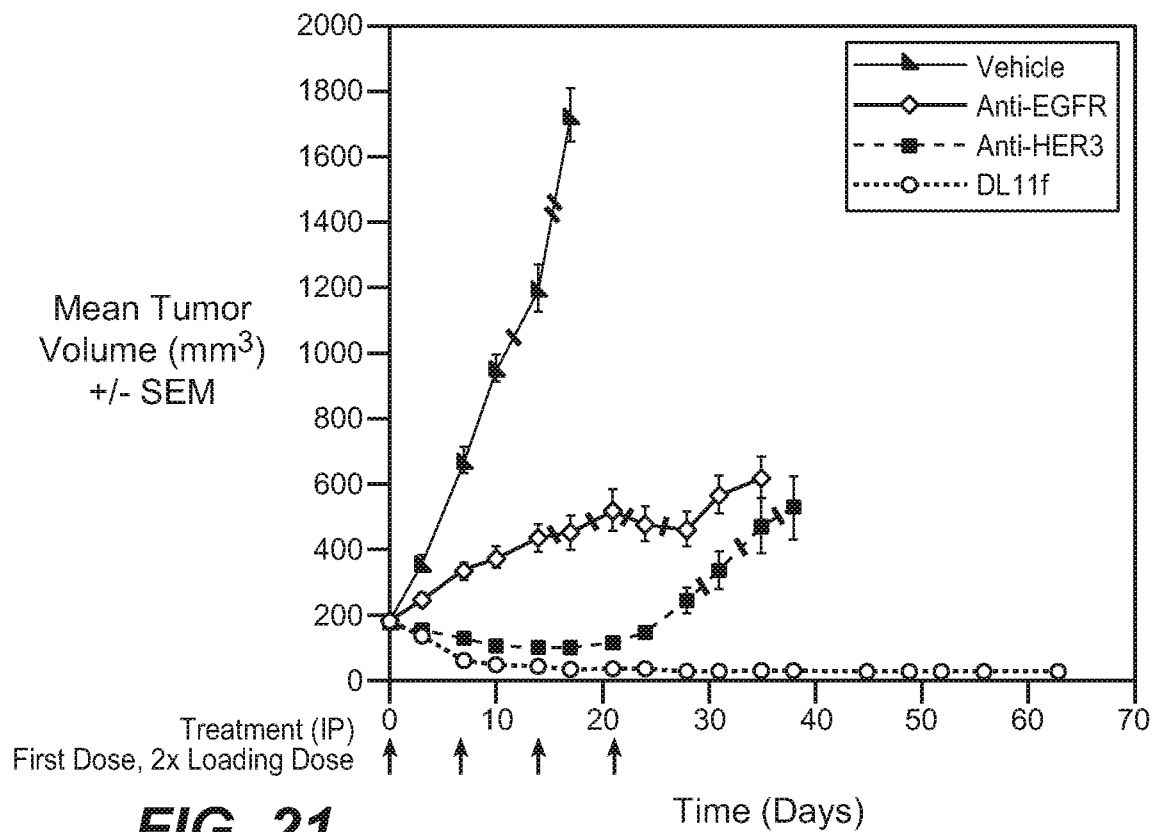 2000
1800
1600
1400
1200
1000
800
600
400
200
0
Mean Tumor
Volume (mm³)
+/- SEM
Vehicle
Anti-EGFR
Anti-HER3
DL11f
0 10 20 30 40 50 60 70
Treatment (IP)
First Dose, 2x Loading Dose
Time (Days)
FIG. 21